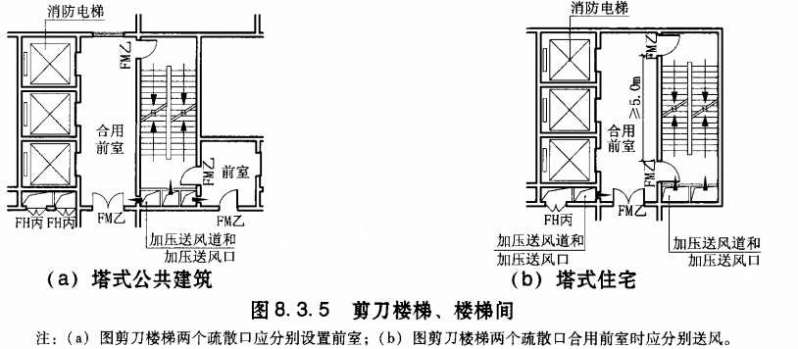 消防电梯
FM乙
合用
前室
FM乙
前室
FM乙
FM乙
FH丙 FH丙
加压送风道和
加压送风口
(a) 塔式公共建筑
消防电梯
FM乙
≥5.0m
合用
前室
FM乙
FM乙
FH丙
加压送风道和
加压送风口
加压送风道和
加压送风口
(b) 塔式住宅
图8.3.5 剪刀楼梯、楼梯间
注:(a) 图剪刀楼梯两个疏散口应分别设置前室;(b) 图剪刀楼梯两个疏散口合用前室时应分别送风。